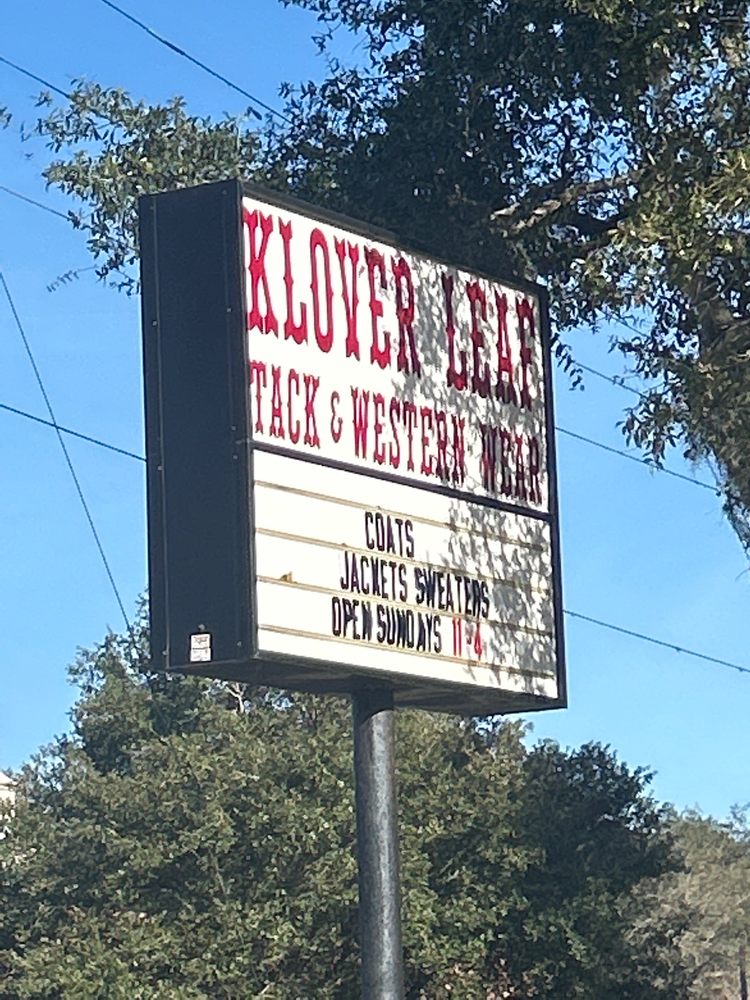 KLOVER LEAF
TACK & WESTERN WEAR
COATS
JACKETS SWEATERS
OPEN SUNDAYS 11-4